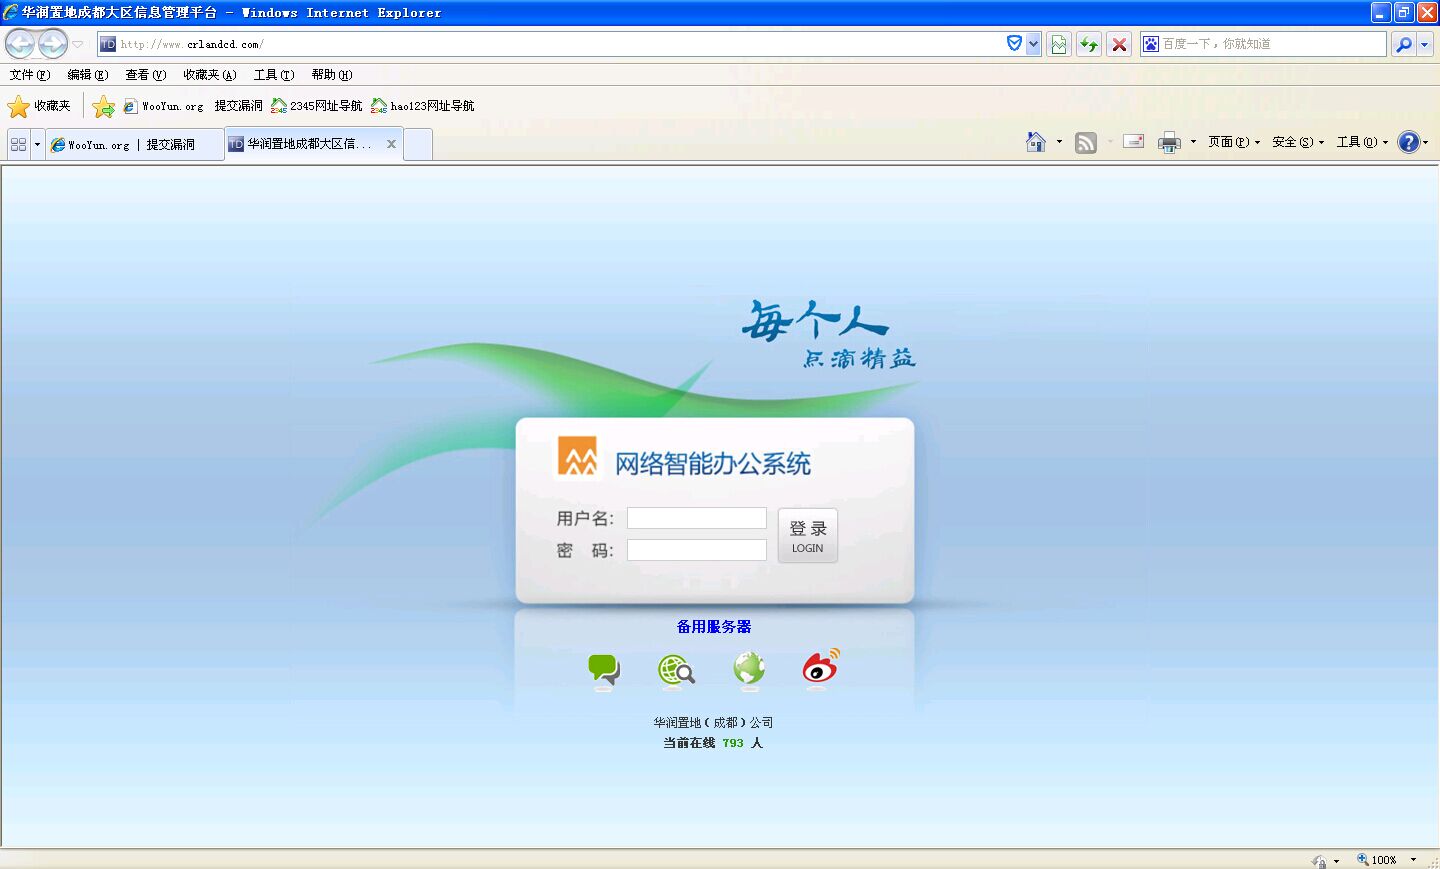 华润置地成都大区信息管理平台 - Windows Internet Explorer
TD http://www.crlandcd.com/
百度一下，你就知道
文件(F) 编辑(E) 查看(V) 收藏夹(A) 工具(T) 帮助(H)
收藏夹 WooYun.org 提交漏洞 2345网址导航 hao123网址导航
WooYun.org | 提交漏洞 TD 华润置地成都大区信...
页面(P) 安全(S) 工具(O)
每个人
点滴精益
网络智能办公系统
用户名：
密 码：
登 录
LOGIN
备用服务器
华润置地（成都）公司
当前在线 793 人
100%